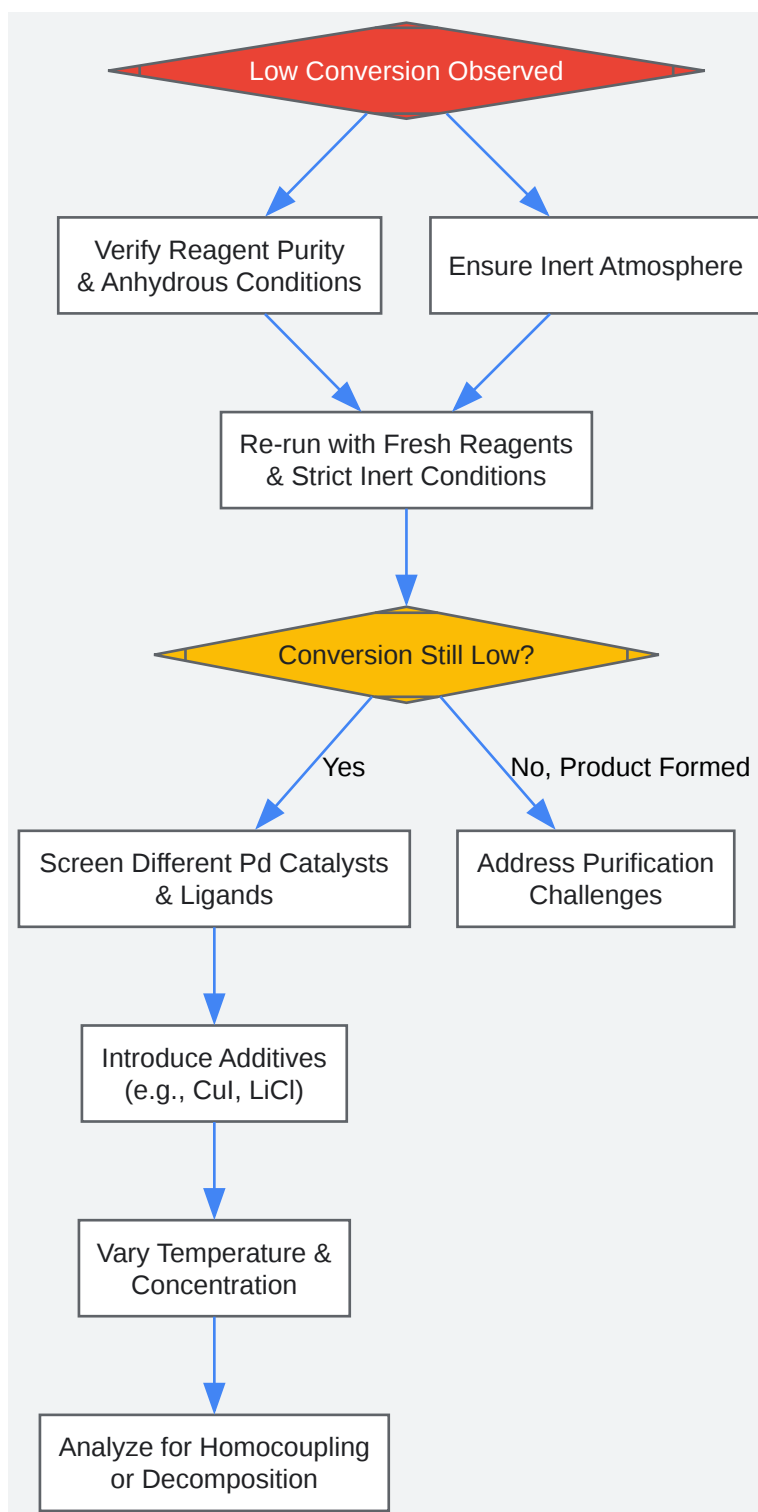 Low Conversion Observed
Verify Reagent Purity
& Anhydrous Conditions
Ensure Inert Atmosphere
Re-run with Fresh Reagents
& Strict Inert Conditions
Conversion Still Low?
Yes
No, Product Formed
Screen Different Pd Catalysts
& Ligands
Address Purification
Challenges
Introduce Additives
(e.g., CuI, LiCl)
Vary Temperature &
Concentration
Analyze for Homocoupling
or Decomposition